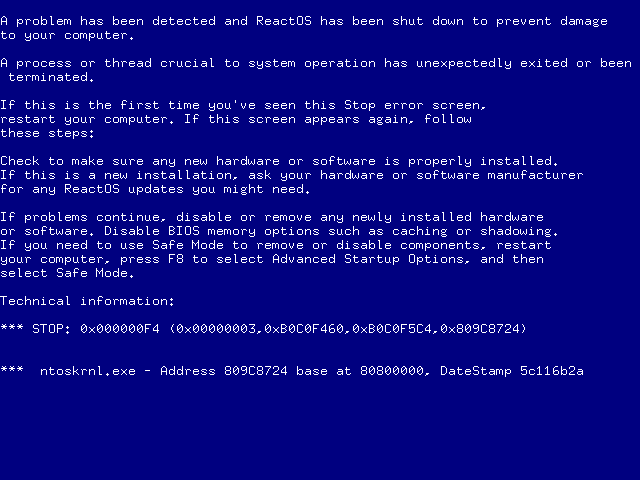 A problem has been detected and ReactOS has been shut down to prevent damage
to your computer.
A process or thread crucial to system operation has unexpectedly exited or been
 terminated.
If this is the first time you've seen this Stop error screen,
restart your computer. If this screen appears again, follow
these steps:
Check to make sure any new hardware or software is properly installed.
If this is a new installation, ask your hardware or software manufacturer
for any ReactOS updates you might need.
If problems continue, disable or remove any newly installed hardware
or software. Disable BIOS memory options such as caching or shadowing.
If you need to use Safe Mode to remove or disable components, restart
your computer, press F8 to select Advanced Startup Options, and then
select Safe Mode.
Technical information:
*** STOP: 0x000000F4 (0x00000003,0xB0C0F460,0xB0C0F5C4,0x809C8724)
***  ntoskrnl.exe - Address 809C8724 base at 80800000, DateStamp 5c116b2a